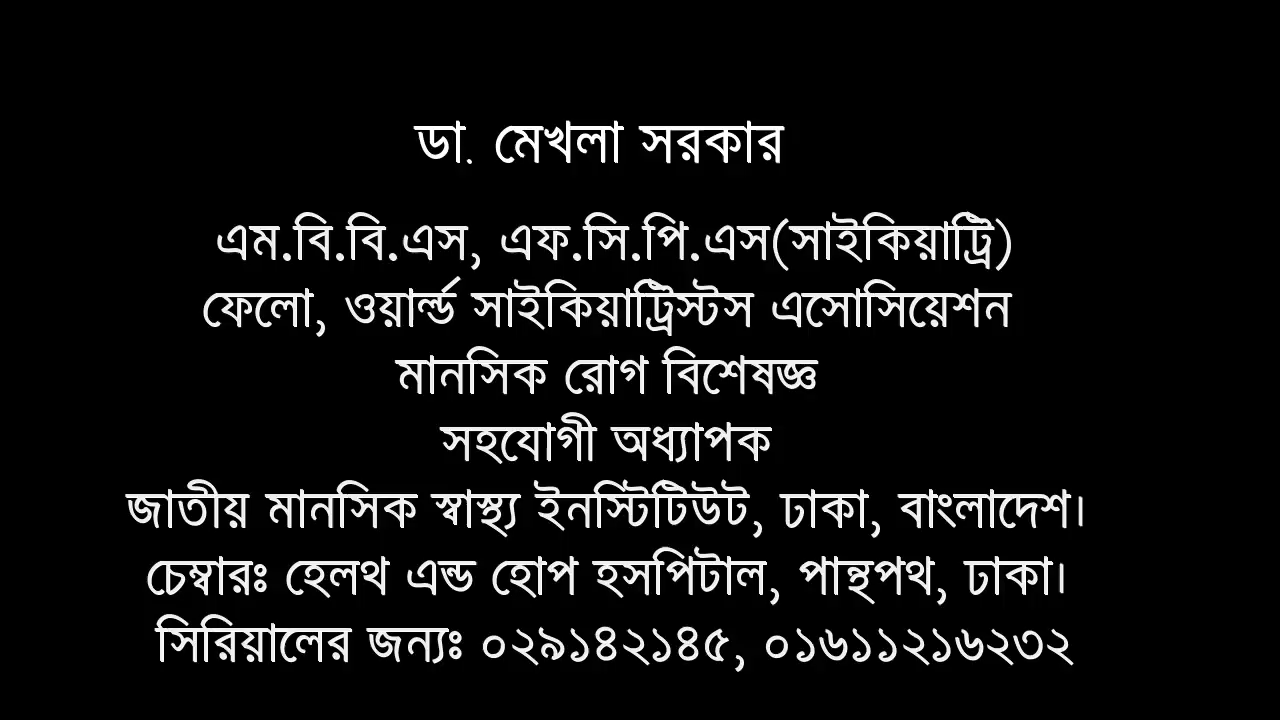 ডা. মেখলা সরকার
এম.বি.বি.এস, এফ.সি.পি.এস(সাইকিয়াট্রি)
ফেলো, ওয়ার্ল্ড সাইকিয়াট্রিস্টস এসোসিয়েশন
মানসিক রোগ বিশেষজ্ঞ
সহযোগী অধ্যাপক
জাতীয় মানসিক স্বাস্থ্য ইনস্টিটিউট, ঢাকা, বাংলাদেশ।
চেম্বারঃ হেলথ এন্ড হোপ হসপিটাল, পান্থপথ, ঢাকা।
সিরিয়ালের জন্যঃ ০২৯১৪২১৪৫, ০১৬১১২১৬২৩২